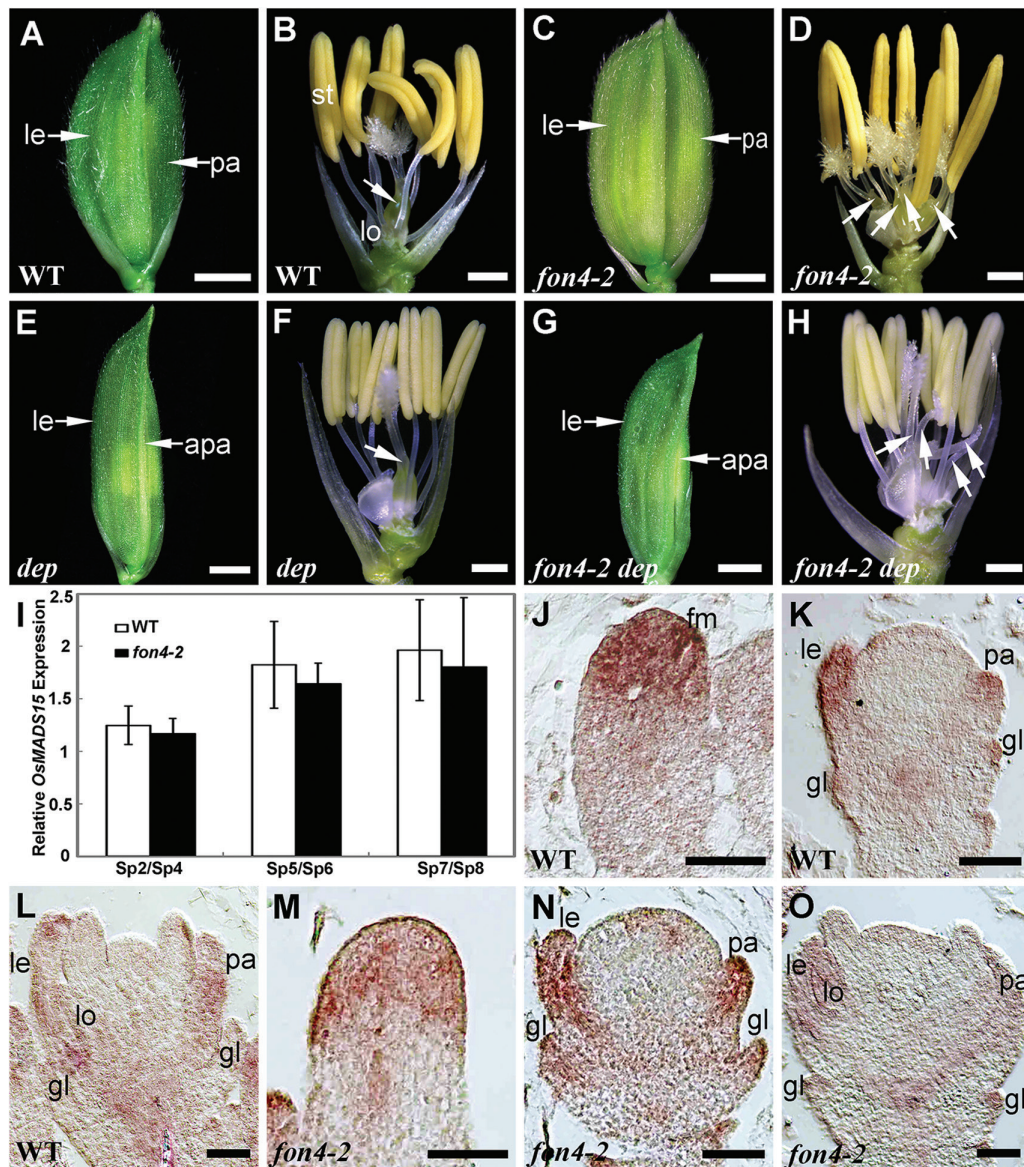 A
le
pa
WT
B
st
lo
WT
C
le
pa
fon4-2
D
fon4-2
E
le
apa
dep
F
dep
G
le
apa
fon4-2 dep
H
fon4-2 dep
I
Relative OsMADS15 Expression
2.5
2
1.5
1
0.5
0
WT
fon4-2
Sp2/Sp4
Sp5/Sp6
Sp7/Sp8
J
fm
WT
K
le
pa
gl
gl
WT
L
le
pa
lo
gl
gl
WT
M
fon4-2
N
le
pa
gl
gl
fon4-2
O
le
lo
pa
gl
gl
fon4-2